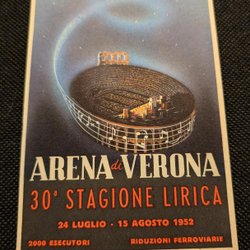 ARENA di VERONA
30ª STAGIONE LIRICA
24 LUGLIO - 15 AGOSTO 1952
2000 ESECUTORI RIDUZIONI FERROVIARIE